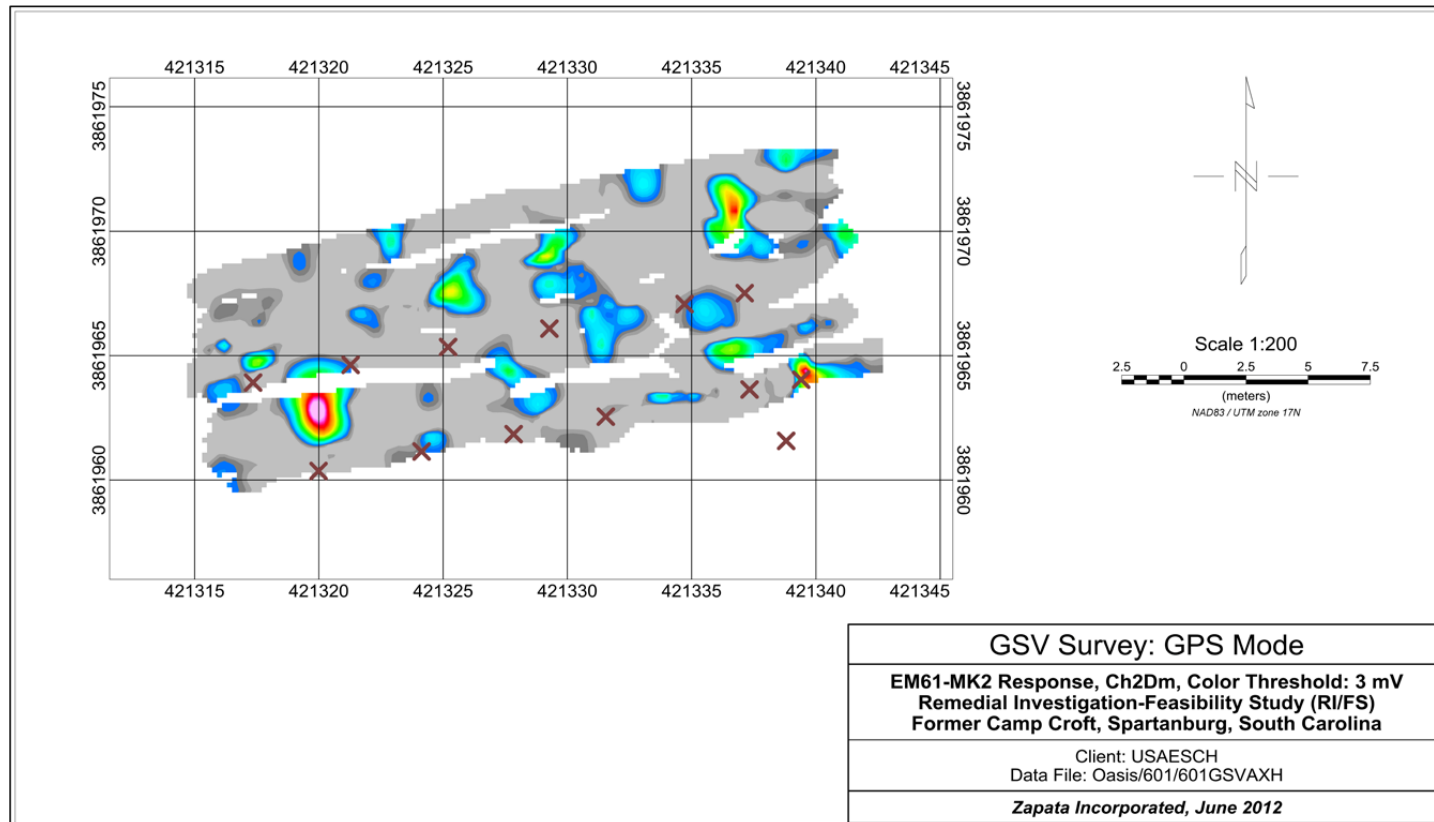 421315 421320 421325 421330 421335 421340 421345
3861975 3861975
3861970 3861970
3861965 3861965
3861960 3861960
421315 421320 421325 421330 421335 421340 421345
N
Scale 1:200
2.5 0 2.5 5 7.5
(meters)
NAD83 / UTM zone 17N
GSV Survey: GPS Mode
EM61-MK2 Response, Ch2Dm, Color Threshold: 3 mV
Remedial Investigation-Feasibility Study (RI/FS)
Former Camp Croft, Spartanburg, South Carolina
Client: USAESCH
Data File: Oasis/601/601GSVAXH
Zapata Incorporated, June 2012